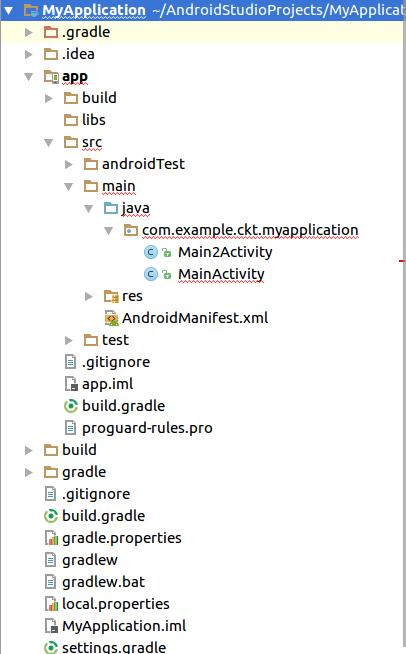 MyApplication ~/AndroidStudioProjects/MyApplicat
.gradle
.idea
app
build
libs
src
androidTest
main
java
com.example.ckt.myapplication
Main2Activity
MainActivity
res
AndroidManifest.xml
test
.gitignore
app.iml
build.gradle
proguard-rules.pro
build
gradle
.gitignore
build.gradle
gradle.properties
gradlew
gradlew.bat
local.properties
MyApplication.iml
settings.gradle